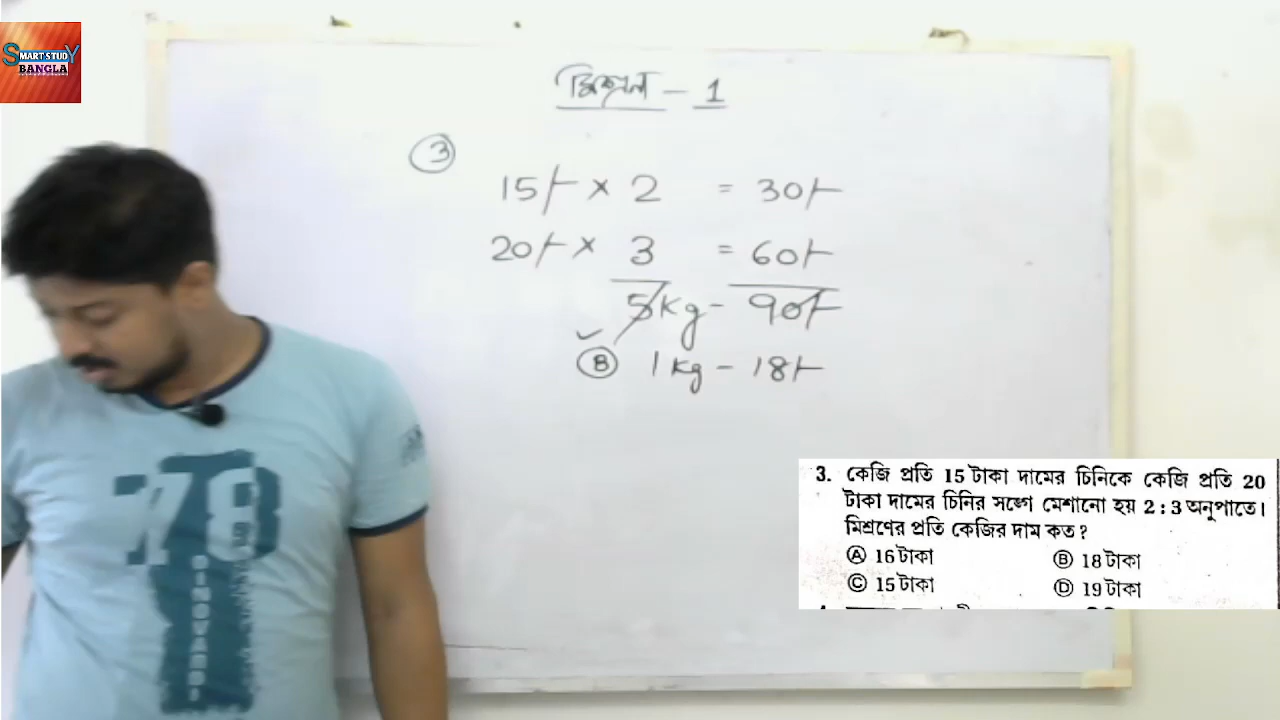 SMART STUDY
BANGLA
মিশ্রণ - 1
3
15/- × 2 = 30/-
20/- × 3 = 60/-
5kg - 90/-
B 1kg - 18/-
3. কেজি প্রতি 15 টাকা দামের চিনিকে কেজি প্রতি 20
টাকা দামের চিনির সঙ্গে মেশানো হয় 2 : 3 অনুপাতে।
মিশ্রণের প্রতি কেজির দাম কত ?
A 16 টাকা B 18 টাকা
C 15 টাকা D 19 টাকা
78
DINOVARDI